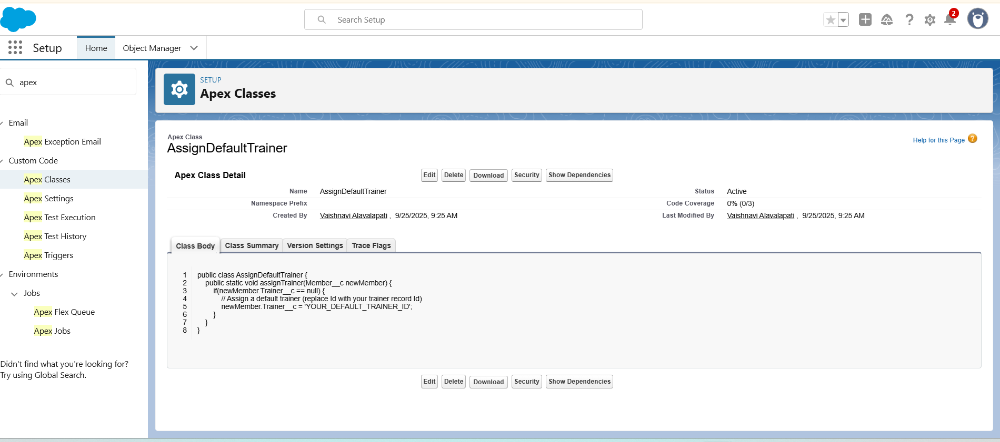 Search Setup
2
Setup
Home
Object Manager
apex
SETUP
Apex Classes
Email
Apex Exception Email
Custom Code
Apex Classes
Apex Settings
Apex Test Execution
Apex Test History
Apex Triggers
Environments
Jobs
Apex Flex Queue
Apex Jobs
Didn't find what you're looking for?
Try using Global Search.
Apex Class
AssignDefaultTrainer
Help for this Page ?
Apex Class Detail
Edit Delete Download Security Show Dependencies
Name AssignDefaultTrainer Status Active
Namespace Prefix Code Coverage 0% (0/3)
Created By Vaishnavi Alavalapati , 9/25/2025, 9:25 AM Last Modified By Vaishnavi Alavalapati , 9/25/2025, 9:25 AM
Class Body Class Summary Version Settings Trace Flags
1 public class AssignDefaultTrainer {
2 public static void assignTrainer(Member__c newMember) {
3 if(newMember.Trainer__c == null) {
4 // Assign a default trainer (replace Id with your trainer record Id)
5 newMember.Trainer__c = 'YOUR_DEFAULT_TRAINER_ID';
6 }
7 }
8 }
Edit Delete Download Security Show Dependencies